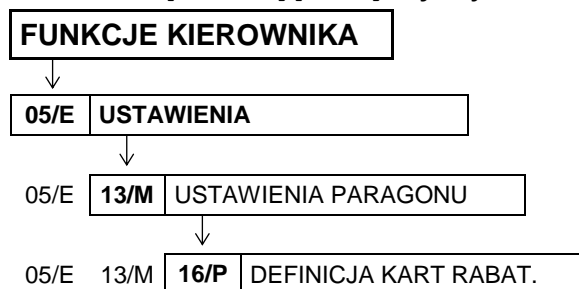 FUNKCJE KIEROWNIKA
05/E USTAWIENIA
05/E 13/M USTAWIENIA PARAGONU
05/E 13/M 16/P DEFINICJA KART RABAT.